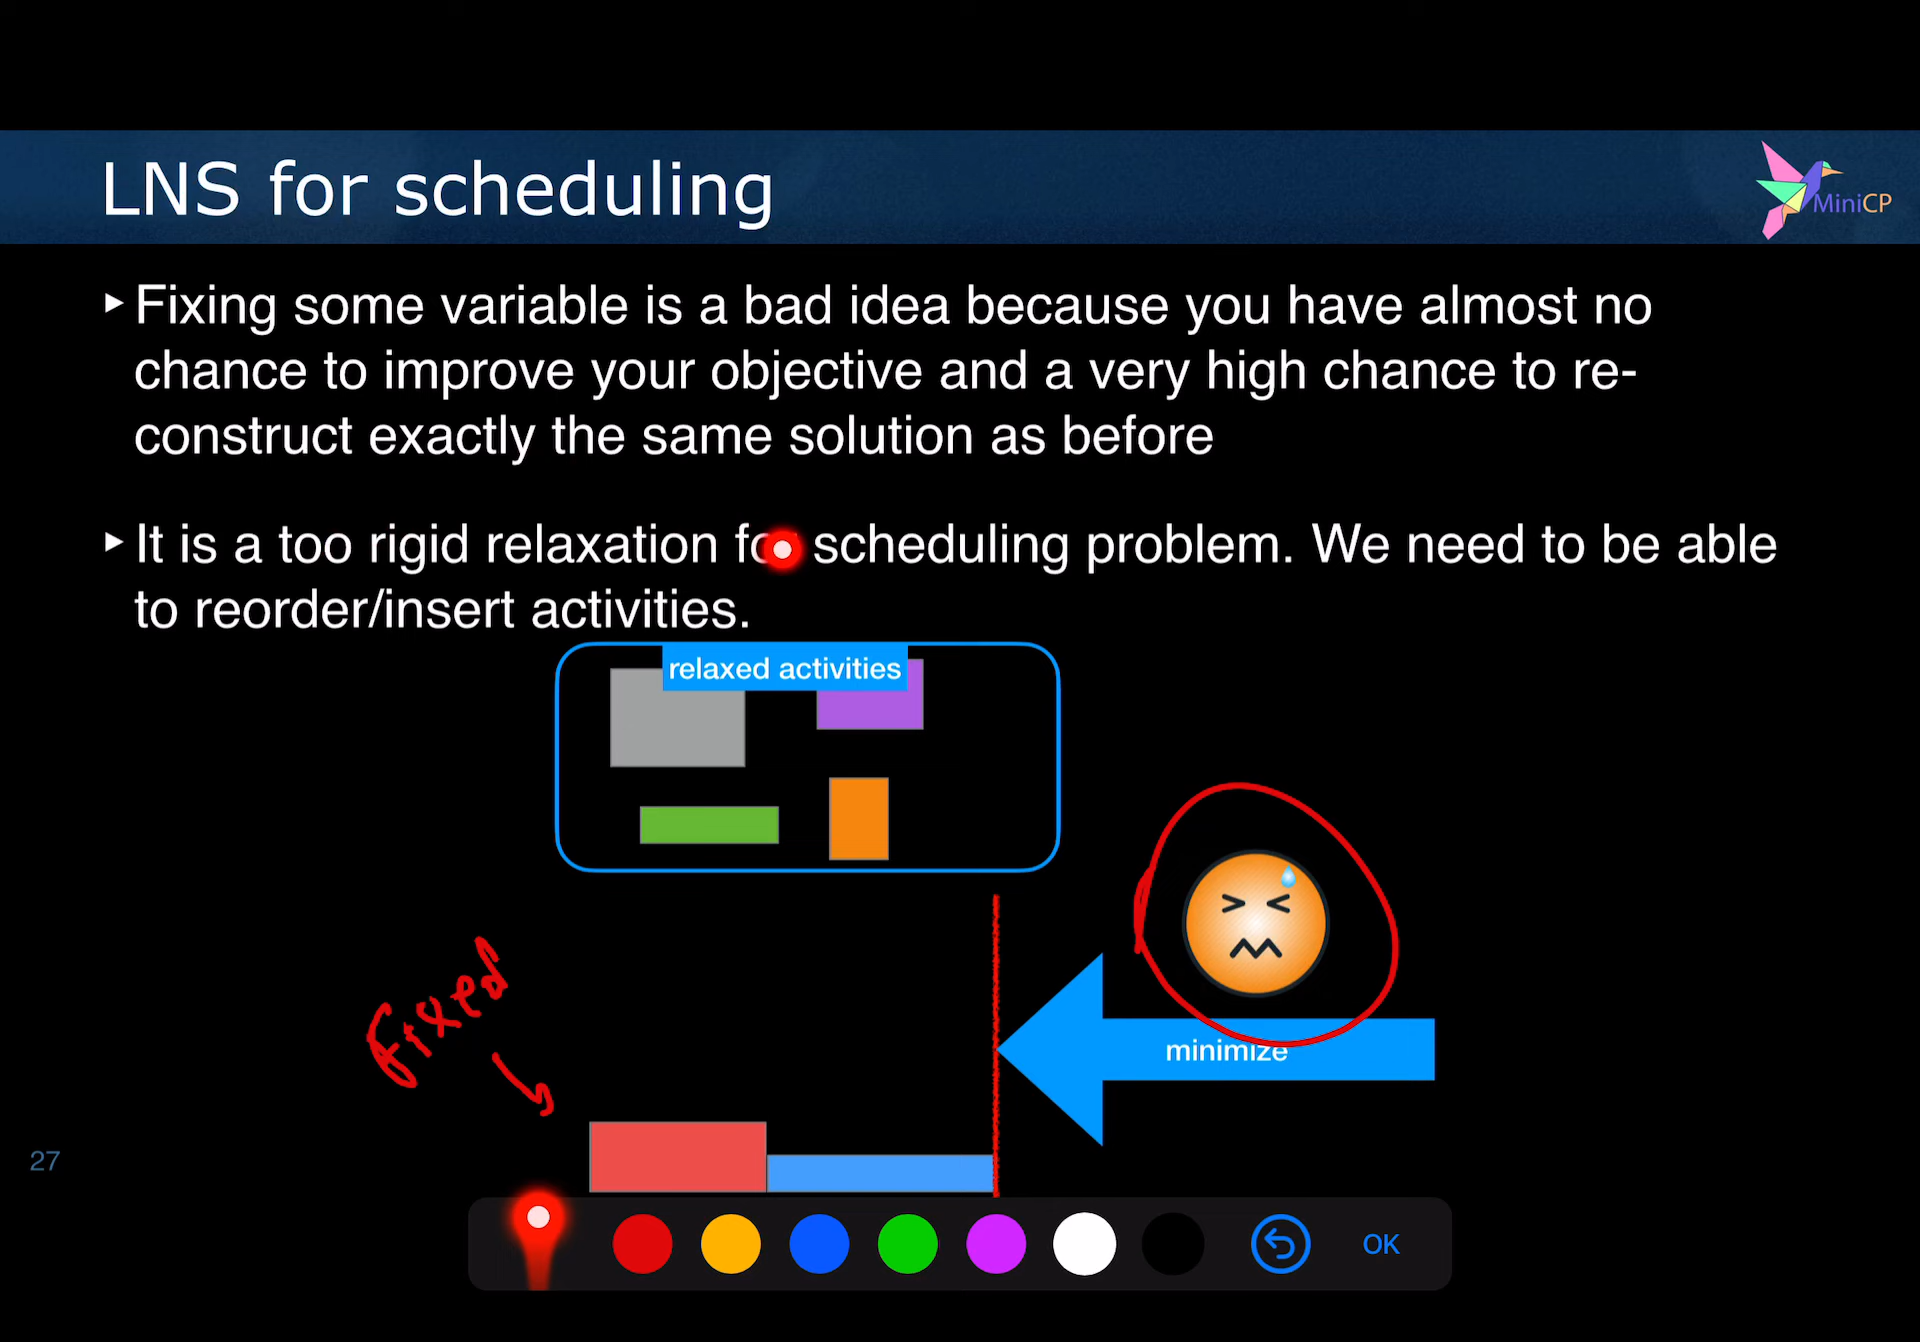 LNS for scheduling
MiniCP
Fixing some variable is a bad idea because you have almost no
chance to improve your objective and a very high chance to re-
construct exactly the same solution as before
It is a too rigid relaxation for scheduling problem. We need to be able
to reorder/insert activities.
relaxed activities
Fixed
minimize
27
OK